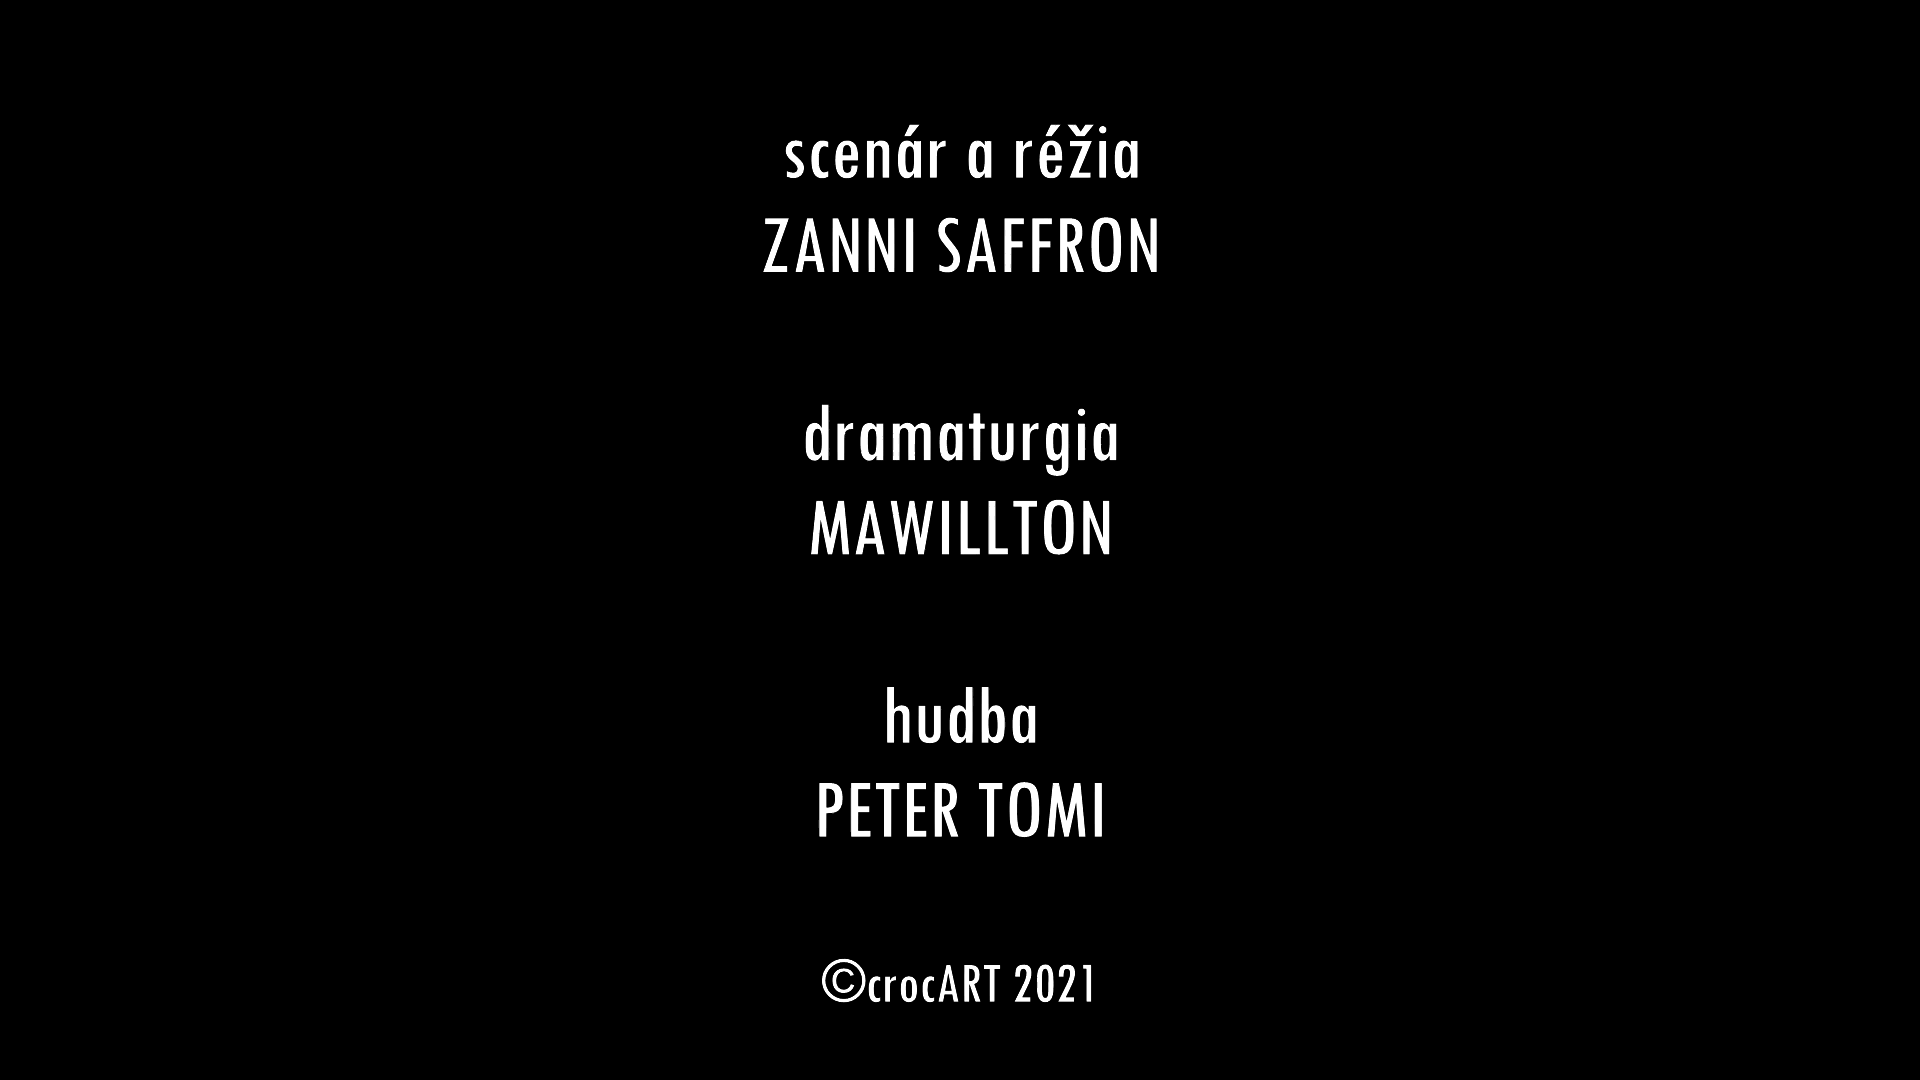 scenár a réžia
ZANNI SAFFRON
dramaturgia
MAWILLTON
hudba
PETER TOMI
©crocART 2021